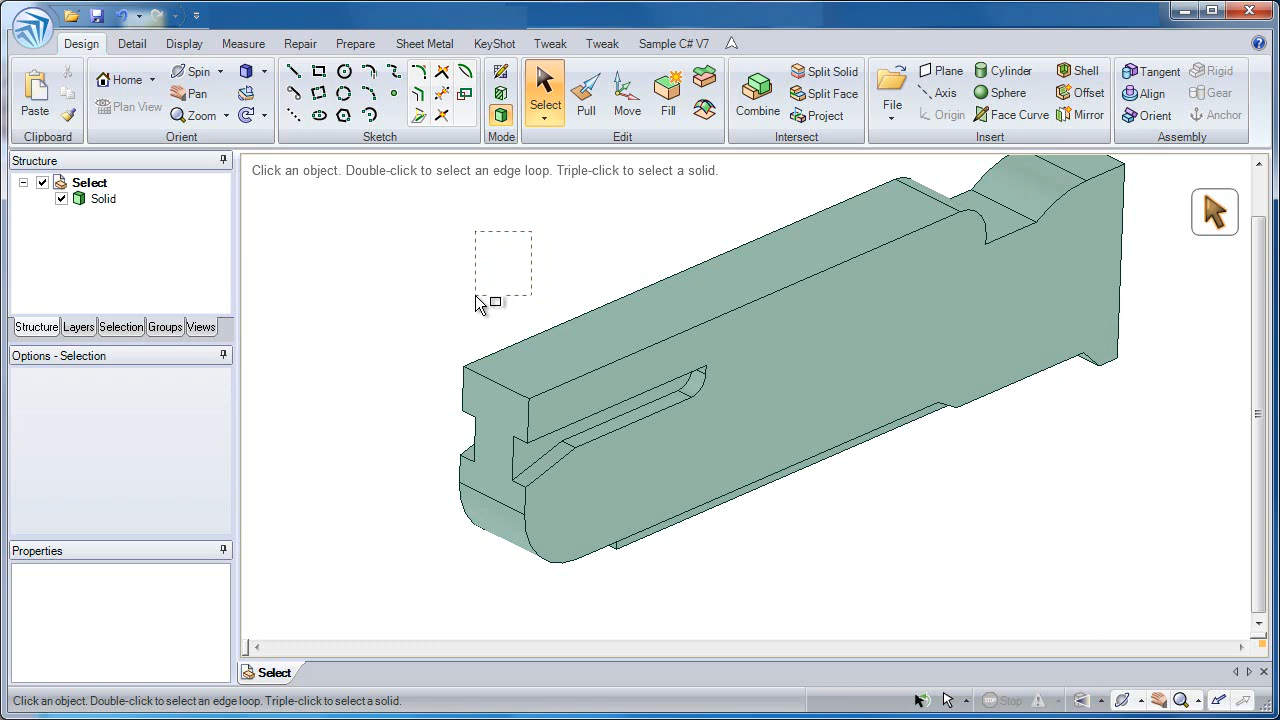 Design Detail Display Measure Repair Prepare Sheet Metal KeyShot Tweak Tweak Sample C# V7
Paste
Clipboard
Home
Plan View
Spin
Pan
Zoom
Orient
Sketch
Mode
Select
Pull
Move
Fill
Edit
Combine
Split Solid
Split Face
Project
Intersect
File
Plane
Axis
Origin
Cylinder
Sphere
Face Curve
Shell
Offset
Mirror
Insert
Tangent
Align
Orient
Rigid
Gear
Anchor
Assembly
Structure
Select
Solid
Structure Layers Selection Groups Views
Options - Selection
Properties
Click an object. Double-click to select an edge loop. Triple-click to select a solid.
Select
Click an object. Double-click to select an edge loop. Triple-click to select a solid.
Stop